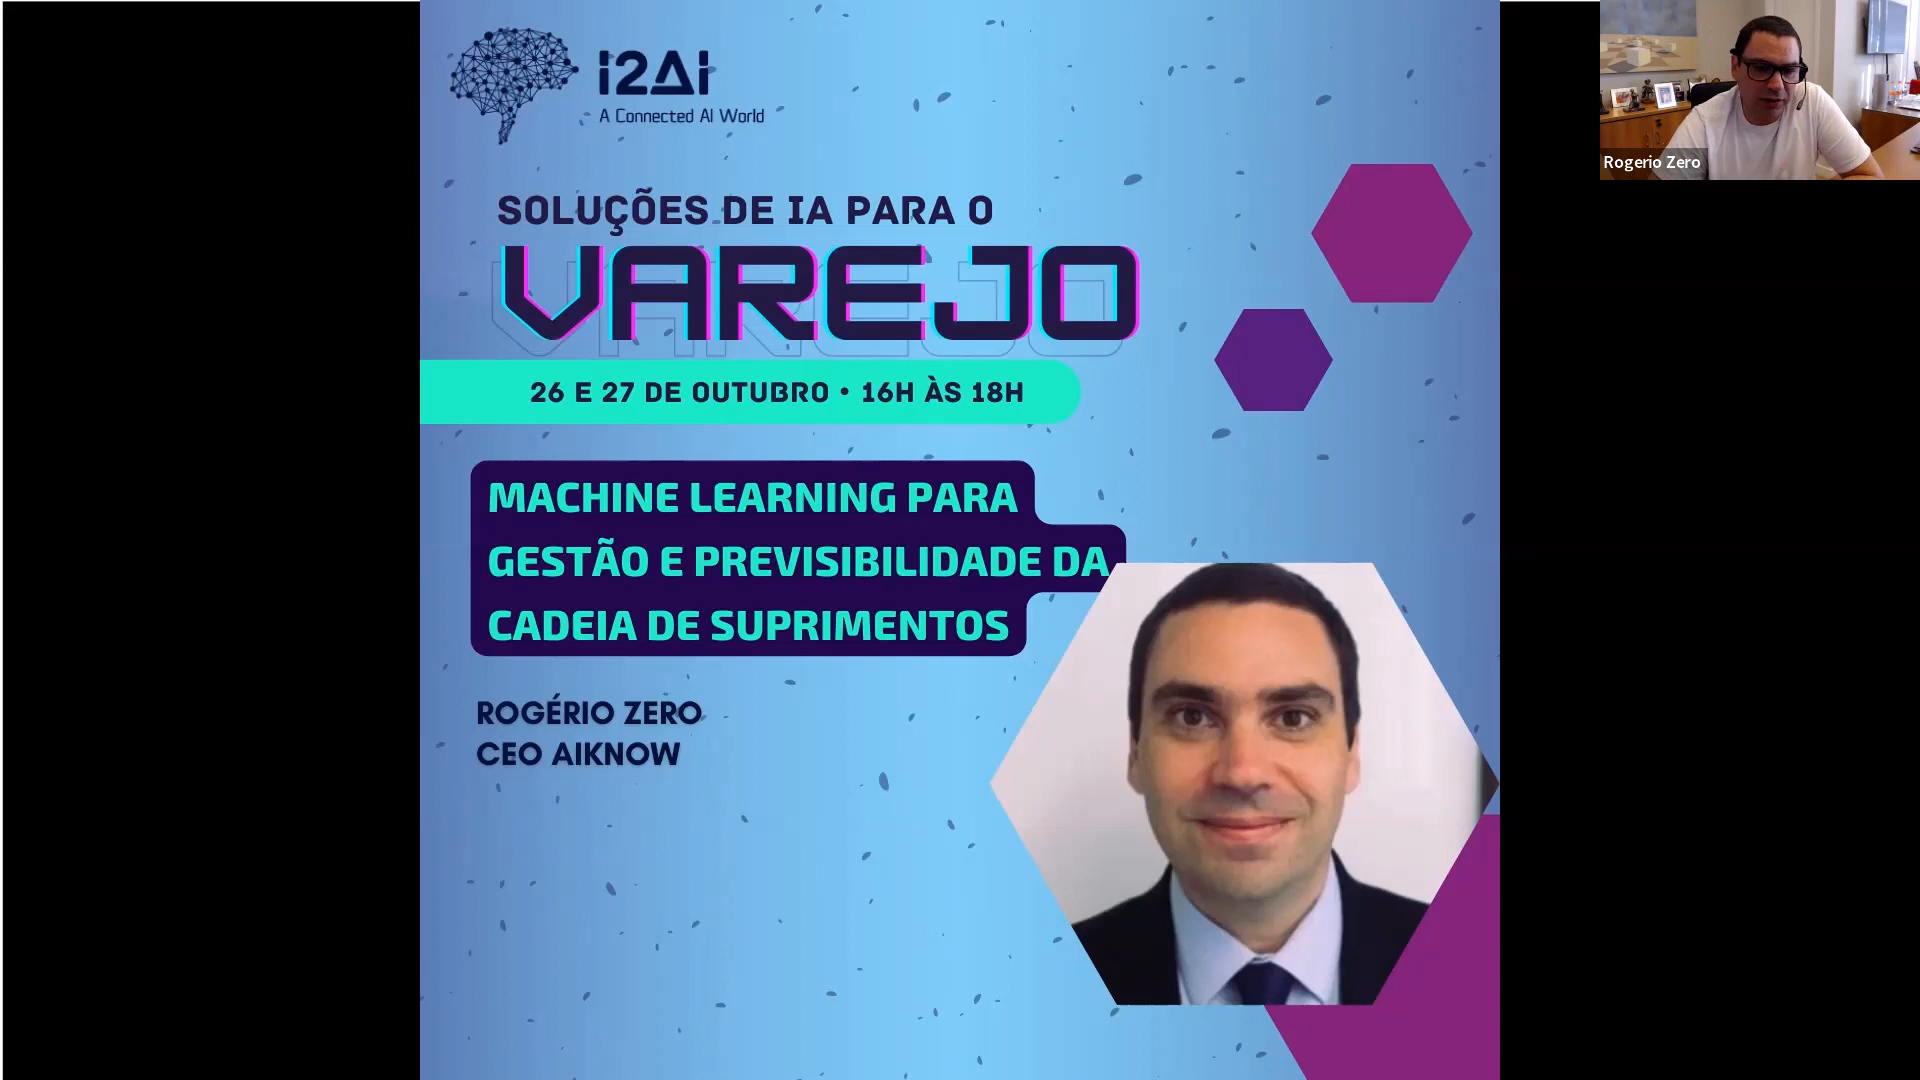 i2Ai
A Connected AI World
SOLUÇÕES DE IA PARA O
VAREJO
26 E 27 DE OUTUBRO • 16H ÀS 18H
MACHINE LEARNING PARA
GESTÃO E PREVISIBILIDADE DA
CADEIA DE SUPRIMENTOS
ROGÉRIO ZERO
CEO AIKNOW
Rogerio Zero